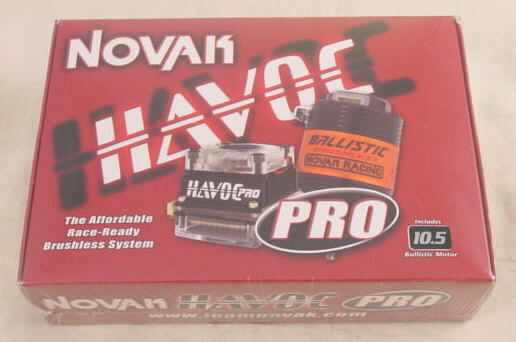 NOVAK
HAVOC
BALLISTIC
BRUSHLESS
NOVAK RACING
HAVOC PRO
PRO
The Affordable
Race-Ready
Brushless System
Includes
10.5
Ballistic Motor
NOVAK HAVOC PRO
www.teamnovak.com